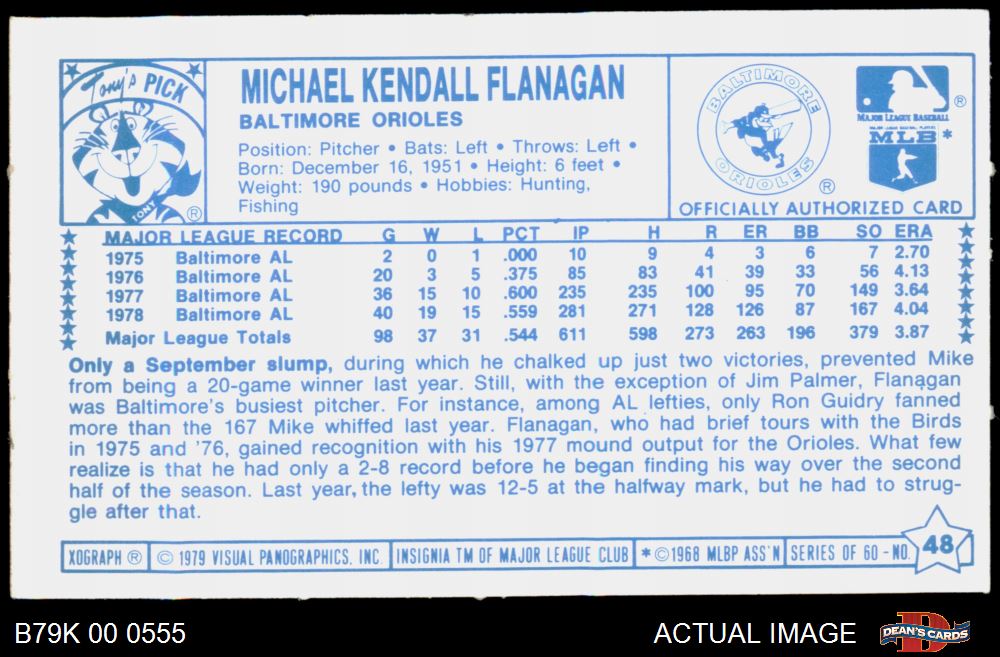 Tony's PICK
TONY
®
MICHAEL KENDALL FLANAGAN
BALTIMORE ORIOLES
Position: Pitcher • Bats: Left • Throws: Left •
Born: December 16, 1951 • Height: 6 feet •
Weight: 190 pounds • Hobbies: Hunting,
Fishing
BALTIMORE
ORIOLES
®
®
MAJOR LEAGUE BASEBALL
MAJOR LEAGUE BASEBALL PLAYERS
MLB *
OFFICIALLY AUTHORIZED CARD
MAJOR LEAGUE RECORD G W L PCT IP H R ER BB SO ERA
1975 Baltimore AL 2 0 1 .000 10 9 4 3 6 7 2.70
1976 Baltimore AL 20 3 5 .375 85 83 41 39 33 56 4.13
1977 Baltimore AL 36 15 10 .600 235 235 100 95 70 149 3.64
1978 Baltimore AL 40 19 15 .559 281 271 128 126 87 167 4.04
Major League Totals 98 37 31 .544 611 598 273 263 196 379 3.87
Only a September slump, during which he chalked up just two victories, prevented Mike
from being a 20-game winner last year. Still, with the exception of Jim Palmer, Flanagan
was Baltimore's busiest pitcher. For instance, among AL lefties, only Ron Guidry fanned
more than the 167 Mike whiffed last year. Flanagan, who had brief tours with the Birds
in 1975 and '76, gained recognition with his 1977 mound output for the Orioles. What few
realize is that he had only a 2-8 record before he began finding his way over the second
half of the season. Last year, the lefty was 12-5 at the halfway mark, but he had to strug-
gle after that.
XOGRAPH ® © 1979 VISUAL PANOGRAPHICS, INC. INSIGNIA TM OF MAJOR LEAGUE CLUB * ©1968 MLBP ASS'N SERIES OF 60 - NO. 48
B79K 00 0555
ACTUAL IMAGE
DEAN'S CARDS